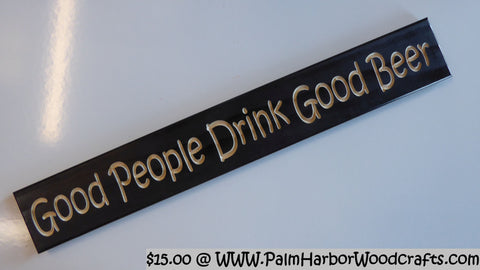 Good People Drink Good Beer
$15.00 @ WWW.PalmHarborWoodcrafts.com